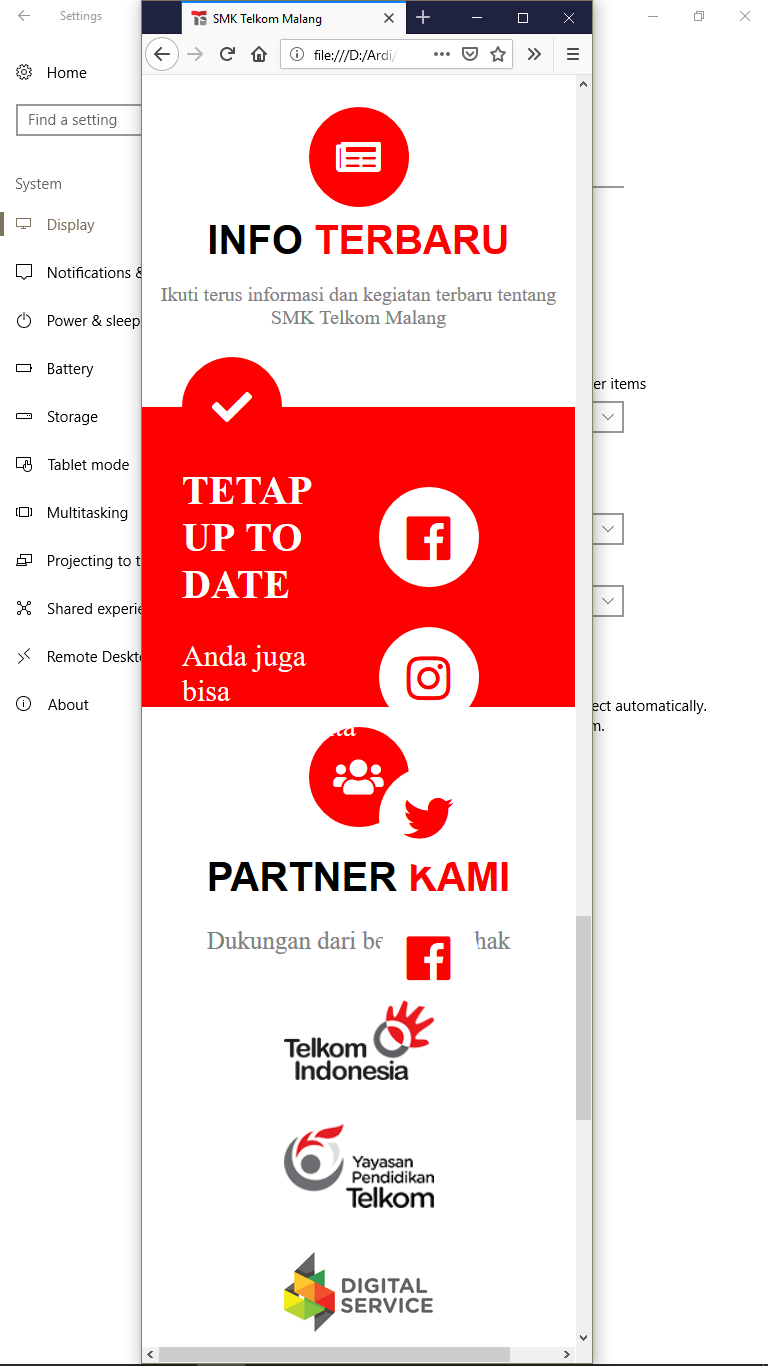 Settings
SMK Telkom Malang
file:///D:/Ardi/
Home
Find a setting
System
Display
Notifications &
Power & sleep
Battery
Storage
Tablet mode
Multitasking
Projecting to t
Shared experie
Remote Deskto
About
INFO TERBARU
Ikuti terus informasi dan kegiatan terbaru tentang
SMK Telkom Malang
er items
TETAP
UP TO
DATE
Anda juga
bisa
ect automatically.
m.
PARTNER KAMI
Dukungan dari be
hak
Telkom
Indonesia
Yayasan
Pendidikan
Telkom
DIGITAL
SERVICE